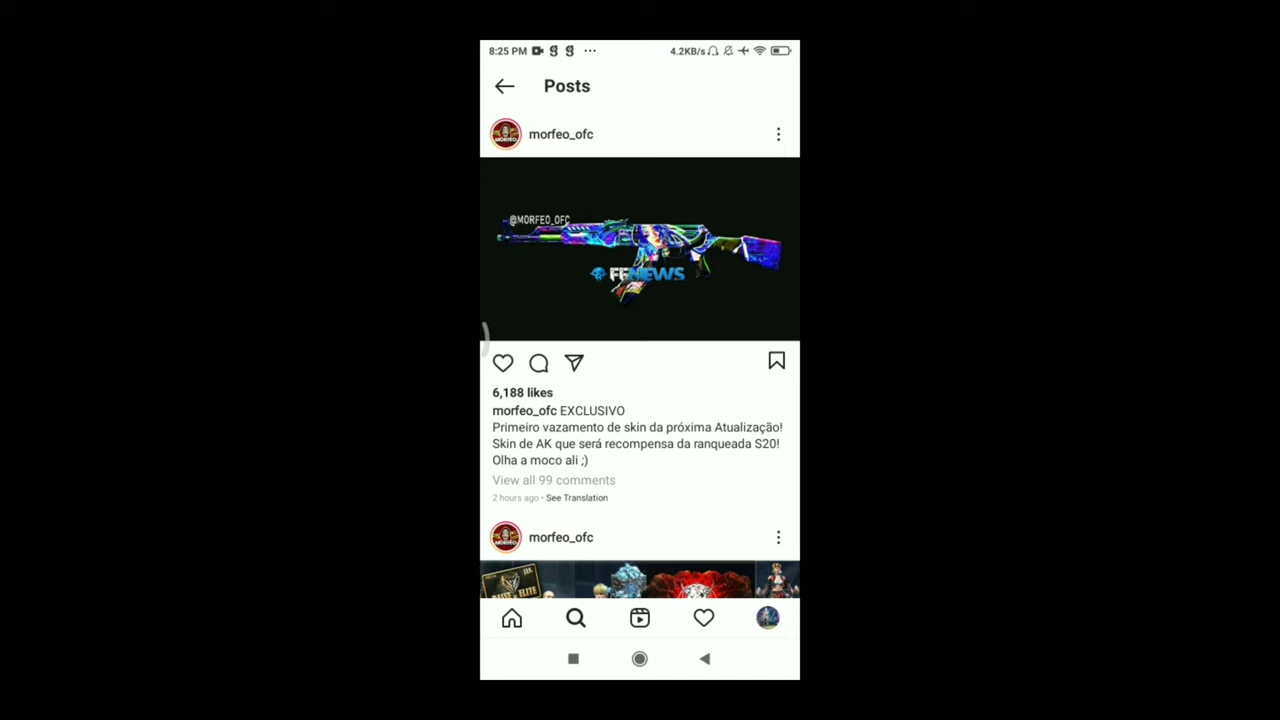 8:25 PM
4.2KB/s
Posts
morfeo_ofc
@MORFEO_OFC
FFNEWS
6,188 likes
morfeo_ofc EXCLUSIVO
Primeiro vazamento de skin da próxima Atualização!
Skin de AK que será recompensa da ranqueada S20!
Olha a moco ali ;)
View all 99 comments
2 hours ago • See Translation
morfeo_ofc